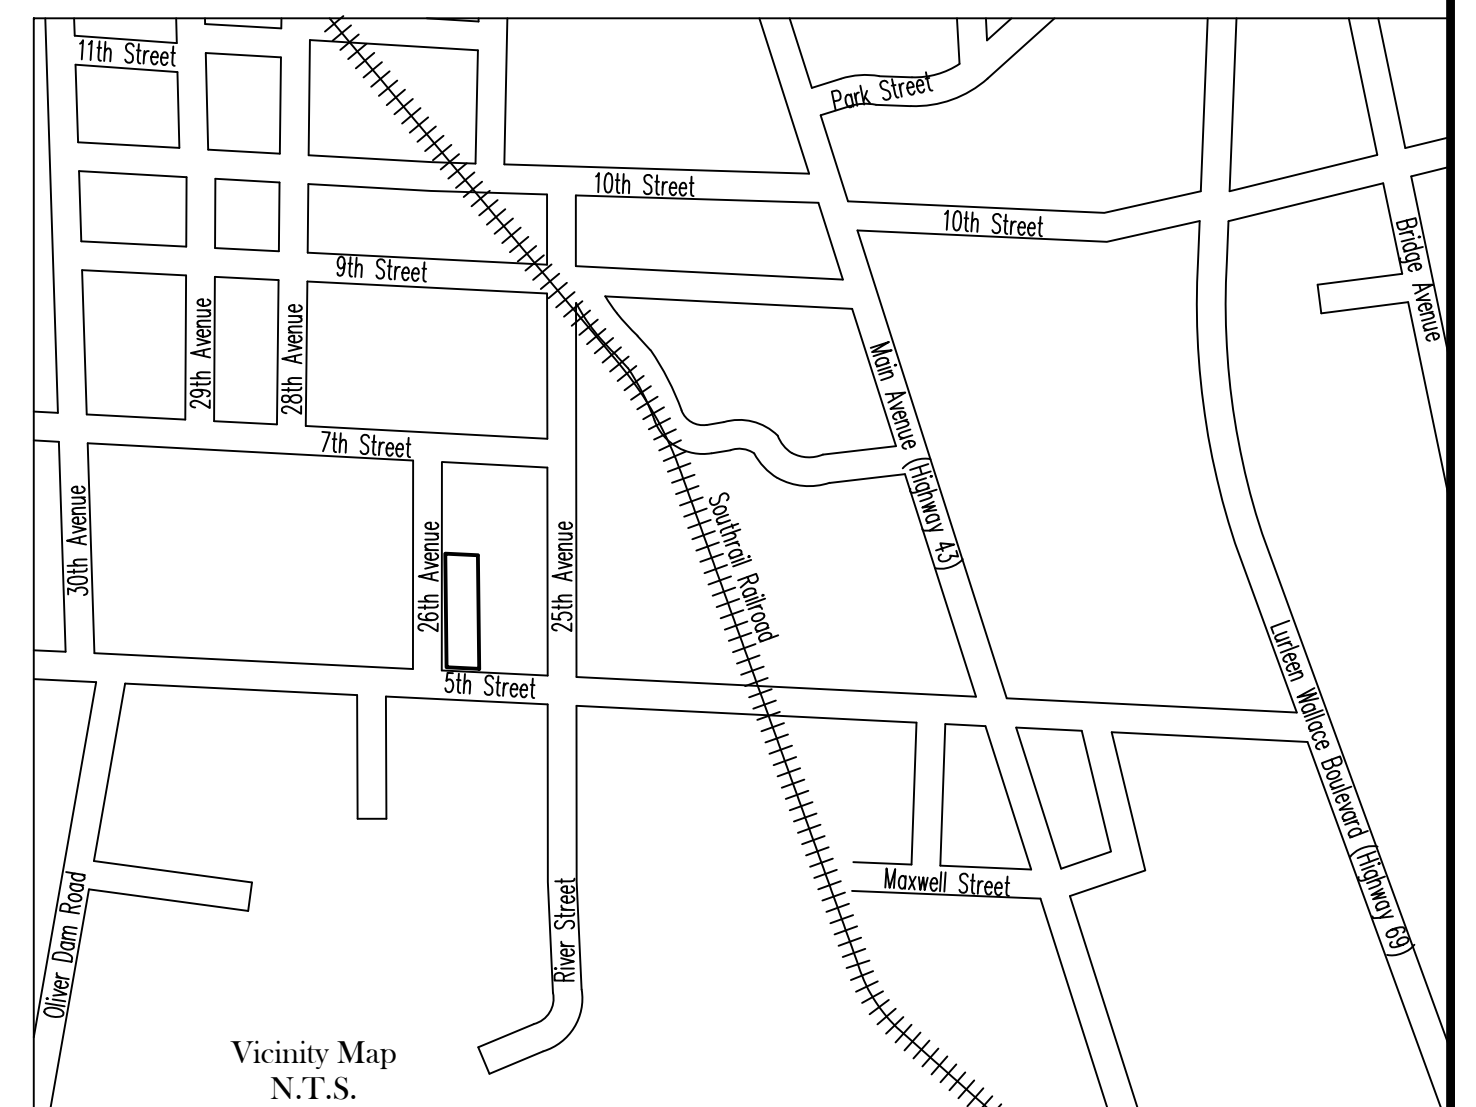 11th Street
Park Street
10th Street
10th Street
Bridge Avenue
9th Street
29th Avenue
28th Avenue
Main Avenue (Highway 43)
7th Street
30th Avenue
26th Avenue
25th Avenue
Southrail Railroad
Lurleen Wallace Boulevard (Highway 69)
5th Street
Maxwell Street
Oliver Dam Road
River Street
Vicinity Map
N.T.S.